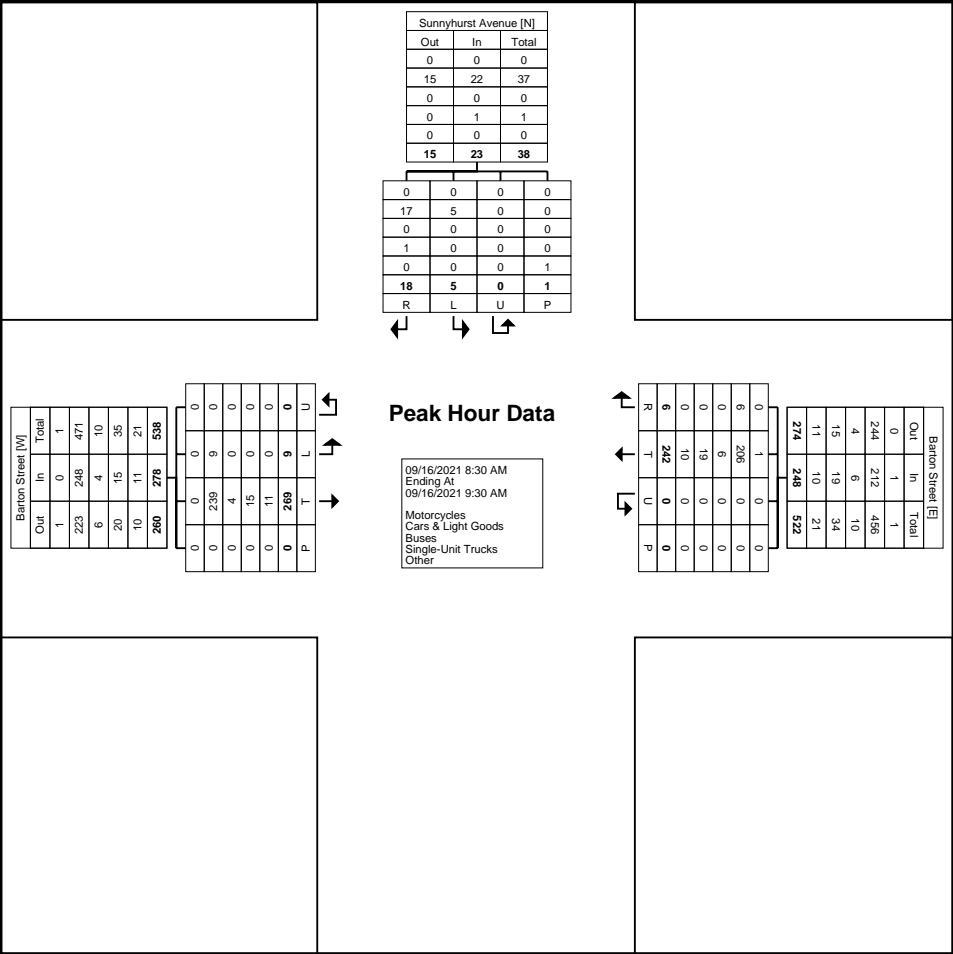 Sunnyhurst Avenue [N]
Out In Total
0 0 0
15 22 37
0 0 0
0 1 1
0 0 0
15 23 38
0 0 0 0
17 5 0 0
0 0 0 0
1 0 0 0
0 0 0 1
18 5 0 1
R L U P
Barton Street [W]
Total 1 471 10 35 21 538
In 0 248 4 15 11 278
Out 1 223 6 20 10 260
0 0 0 0 0 0 U
0 9 0 0 0 9 L
0 239 4 15 11 269 T
0 0 0 0 0 0 P
Peak Hour Data
09/16/2021 8:30 AM
Ending At
09/16/2021 9:30 AM
Motorcycles
Cars & Light Goods
Buses
Single-Unit Trucks
Other
R 6 0 0 0 6 0
T 242 10 19 6 206 1
U 0 0 0 0 0 0
P 0 0 0 0 0 0
274 11 15 4 244 0 Out
248 10 19 6 212 1 In
522 21 34 10 456 1 Total
Barton Street [E]